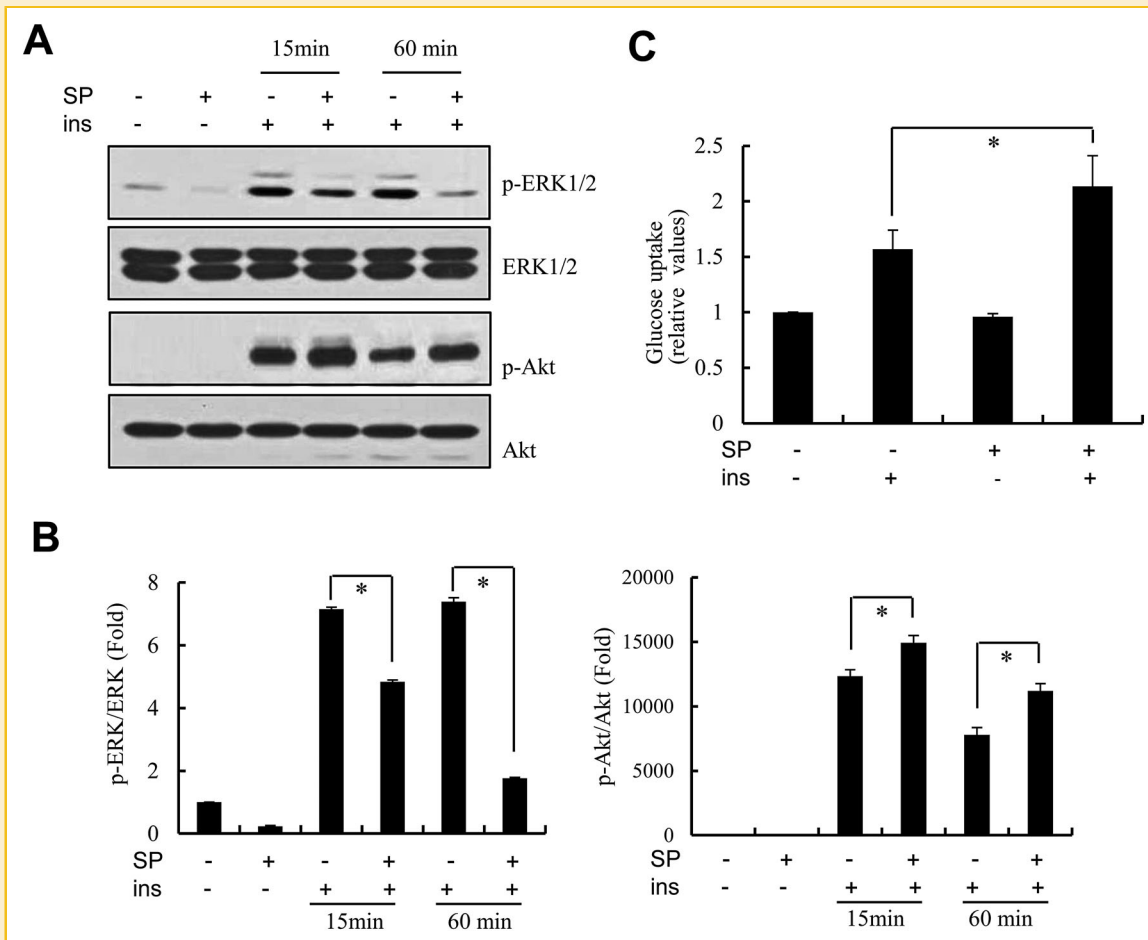 A
15min 60 min
SP - + - + - +
ins - - + + + +
p-ERK1/2
ERK1/2
p-Akt
Akt
C
*
Glucose uptake
(relative values)
2.5
2
1.5
1
0.5
0
SP - - + +
ins - + - +
B
p-ERK/ERK (Fold)
8
6
4
2
0
* *
SP - + - + - +
ins - - + + + +
15min 60 min
p-Akt/Akt (Fold)
20000
15000
10000
5000
0
* *
SP - + - + - +
ins - - + + + +
15min 60 min